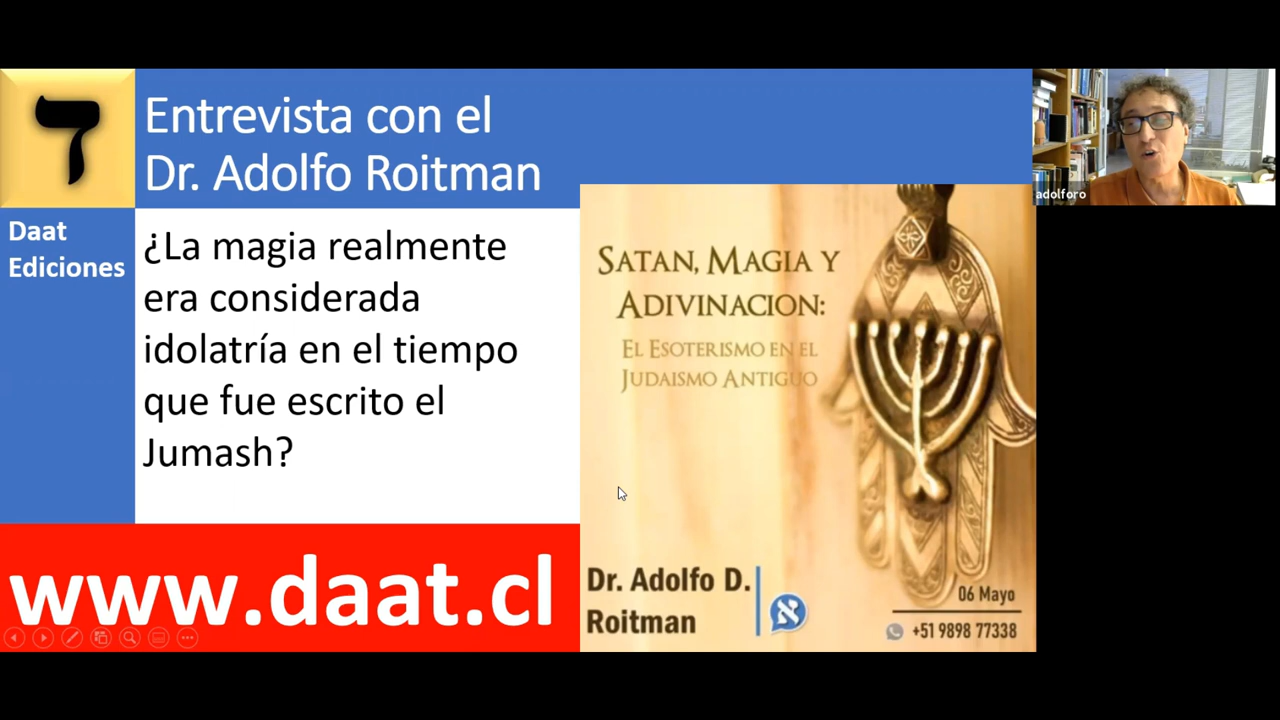 ד
Entrevista con el
Dr. Adolfo Roitman
Daat
Ediciones
¿La magia realmente
era considerada
idolatría en el tiempo
que fue escrito el
Jumash?
www.daat.cl
SATAN, MAGIA Y
ADIVINACION:
EL ESOTERISMO EN EL
JUDAISMO ANTIGUO
Dr. Adolfo D.
Roitman
א
06 Mayo
+51 9898 77338
adolforo